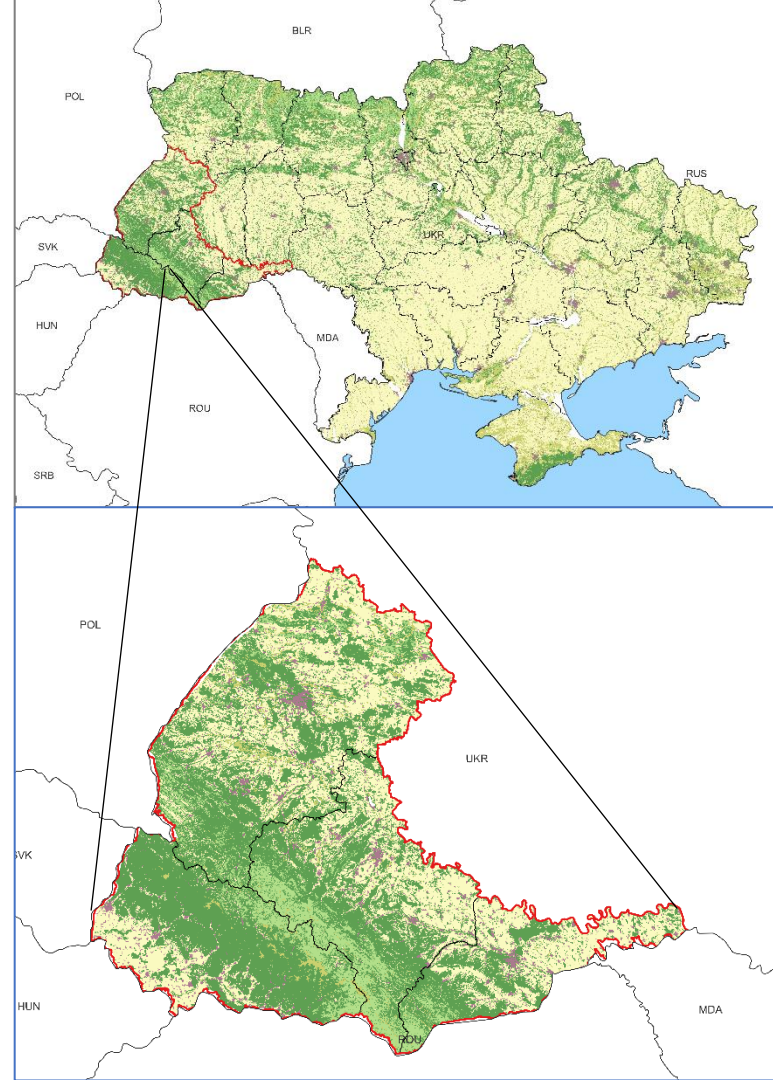 BLR
POL
RUS
UKR
SVK
HUN
MDA
ROU
SRB
POL
UKR
SVK
HUN
ROU
MDA